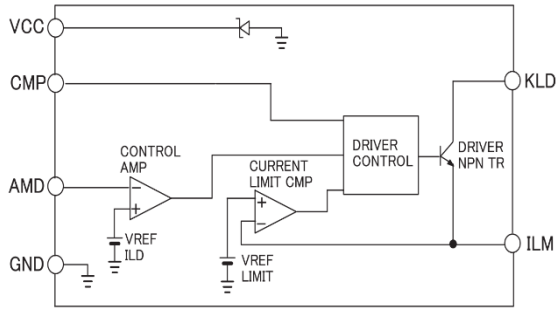 VCC
CMP
KLD
CONTROL
AMP
CURRENT
LIMIT CMP
DRIVER
CONTROL
DRIVER
NPN TR
AMD
−
+
+
−
VREF
ILD
VREF
LIMIT
ILM
GND